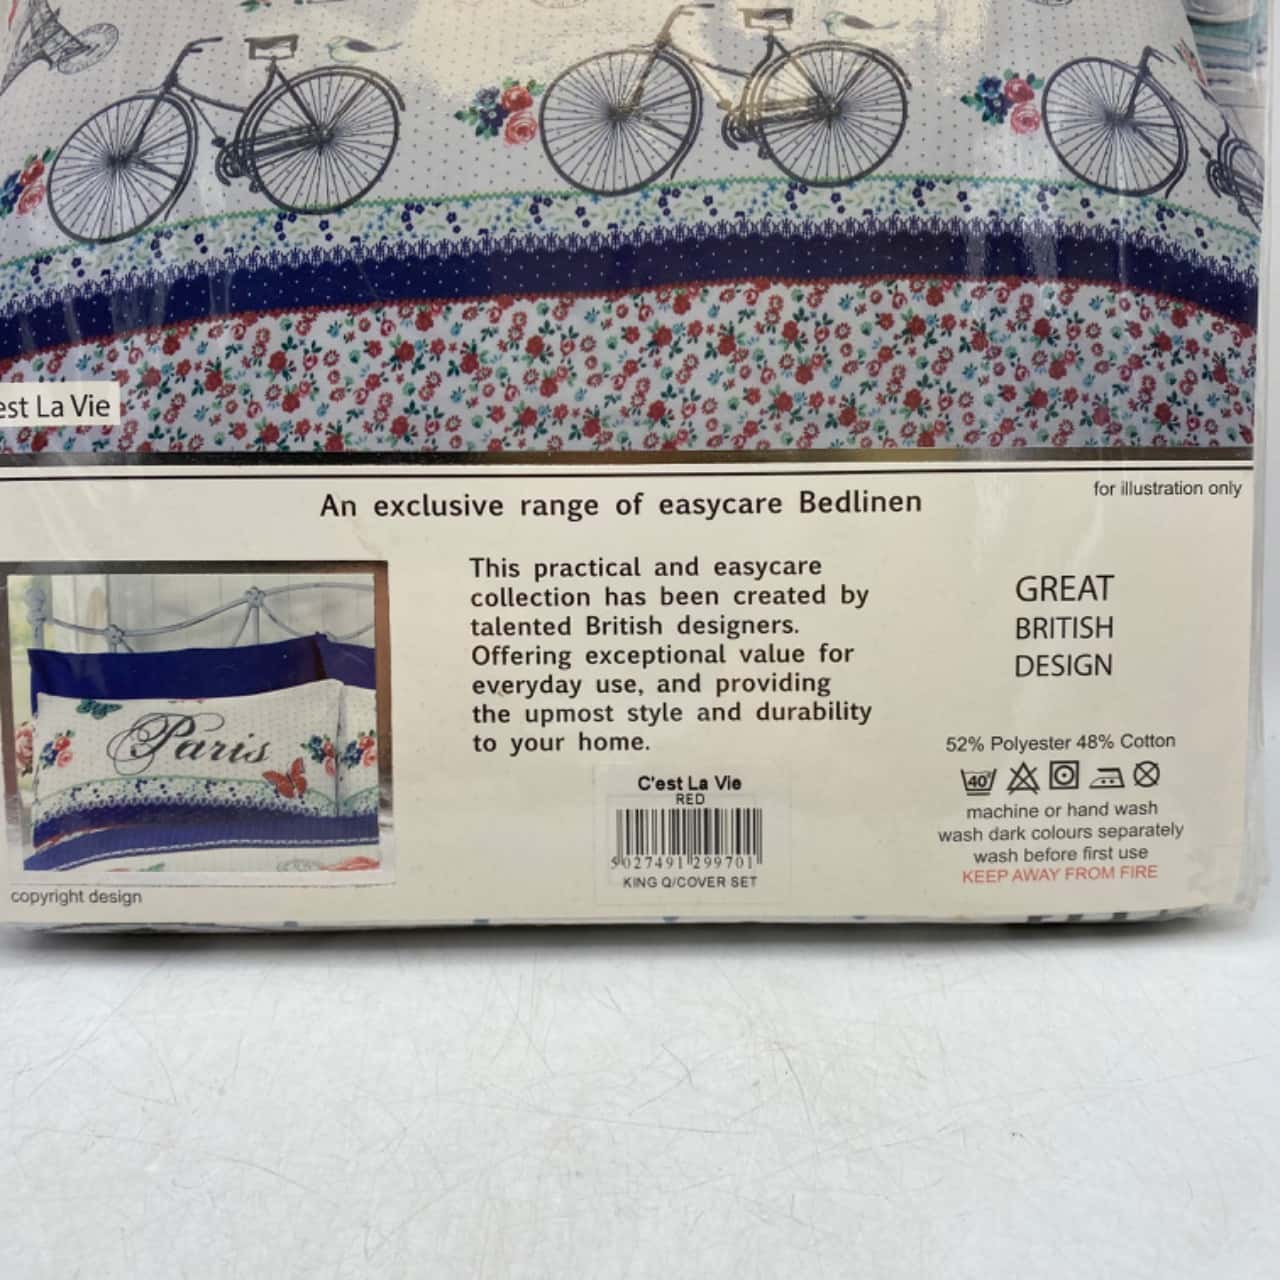 est La Vie
for illustration only
An exclusive range of easycare Bedlinen
This practical and easycare
collection has been created by
talented British designers.
Offering exceptional value for
everyday use, and providing
the upmost style and durability
to your home.
GREAT
BRITISH
DESIGN
Paris
52% Polyester 48% Cotton
40°
machine or hand wash
wash dark colours separately
wash before first use
KEEP AWAY FROM FIRE
C'est La Vie
RED
5 027491 299701
KING Q/COVER SET
copyright design